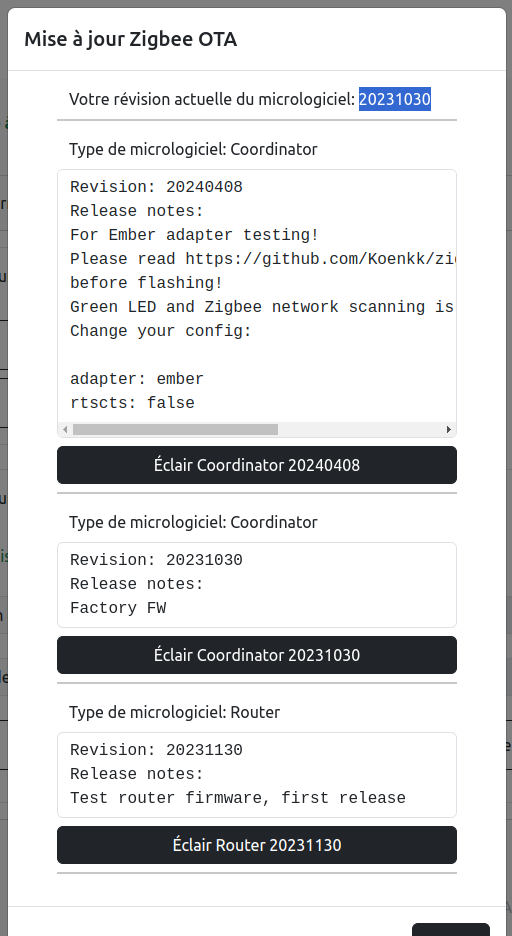 Mise à jour Zigbee OTA
Votre révision actuelle du micrologiciel: 20231030
Type de micrologiciel: Coordinator
Revision: 20240408
Release notes:
For Ember adapter testing!
Please read https://github.com/Koenkk/zig
before flashing!
Green LED and Zigbee network scanning is
Change your config:
adapter: ember
rtscts: false
Éclair Coordinator 20240408
Type de micrologiciel: Coordinator
Revision: 20231030
Release notes:
Factory FW
Éclair Coordinator 20231030
Type de micrologiciel: Router
Revision: 20231130
Release notes:
Test router firmware, first release
Éclair Router 20231130